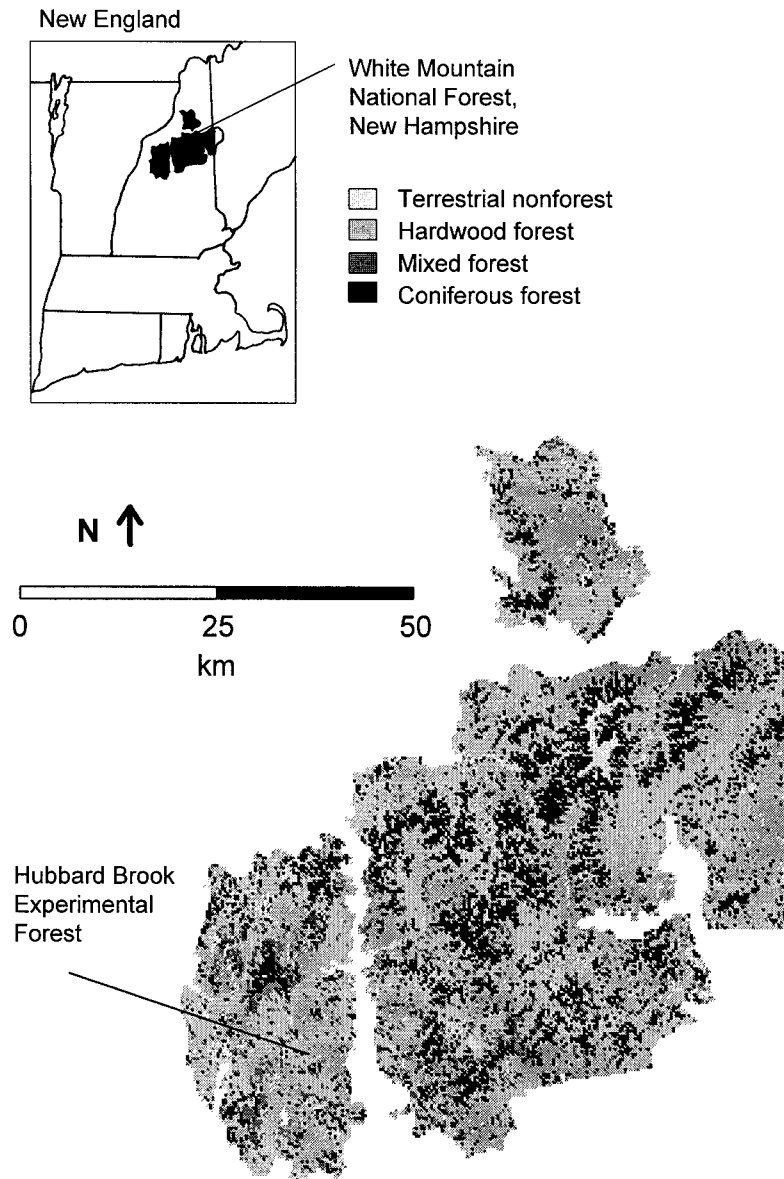 New England
White Mountain
National Forest,
New Hampshire
Terrestrial nonforest
Hardwood forest
Mixed forest
Coniferous forest
N
0 25 50
km
Hubbard Brook
Experimental
Forest